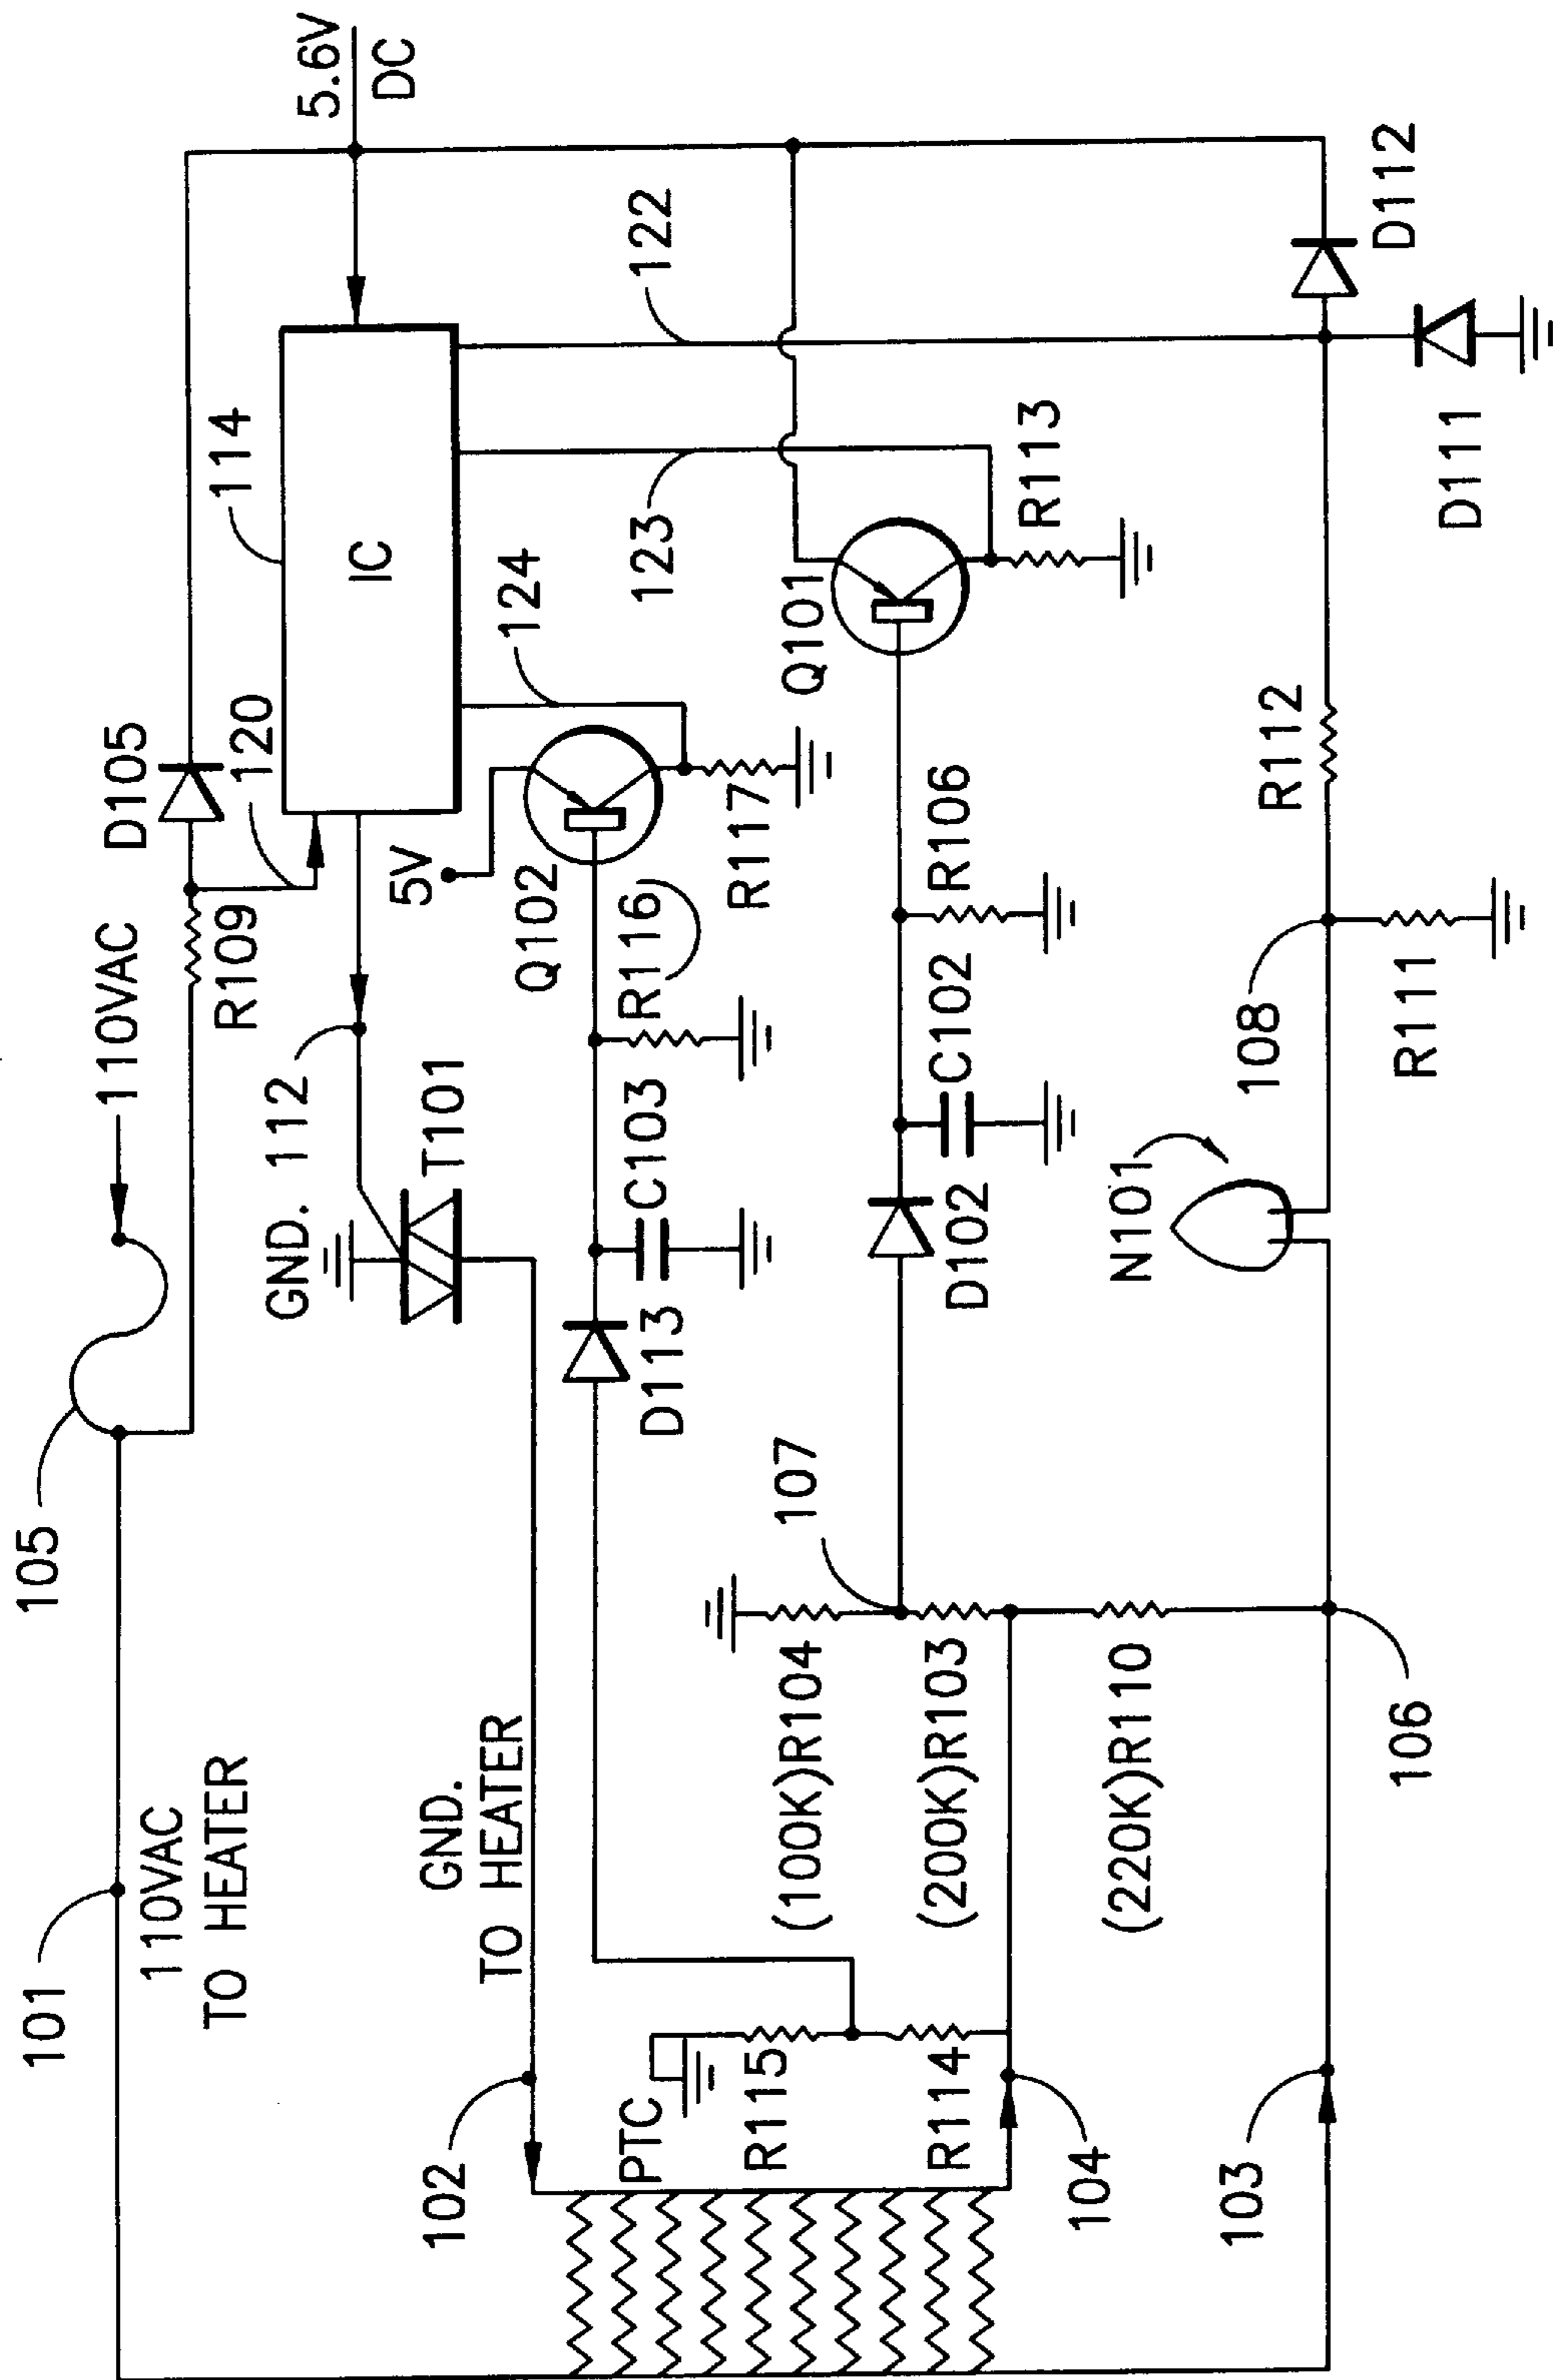 101
110VAC
TO HEATER
105
110VAC
R109
D105
120
114
IC
5.6V
DC
102
GND.
TO HEATER
GND.
112
T101
5V
Q102
124
123
122
PTC
R115
R114
104
D113
C103
R116
R117
(100K)R104
(200K)R103
(220K)R110
107
D102
C102
R106
Q101
R113
103
106
N101
108
R111
R112
D111
D112